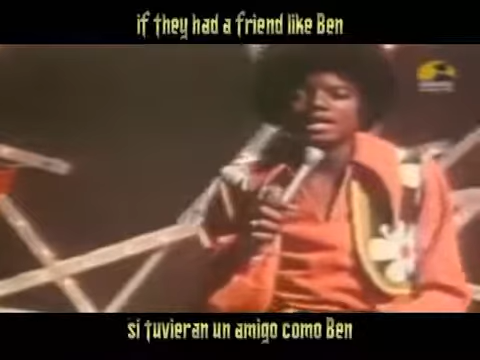 if they had a friend like Ben
si tuvieran un amigo como Ben